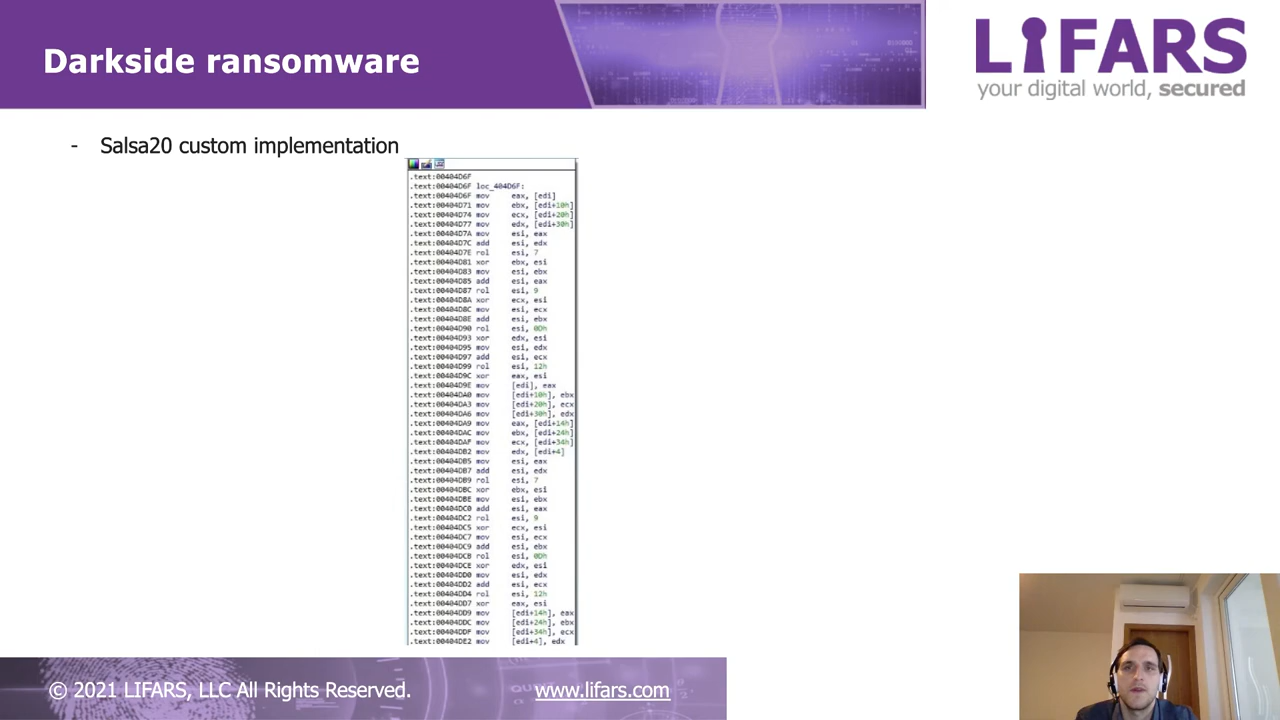 Darkside ransomware
LIFARS
your digital world, secured
- Salsa20 custom implementation
.text:00404D6F
.text:00404D6F loc_404D6F:
.text:00404D6F mov eax, [edi]
.text:00404D71 mov ebx, [edi+10h]
.text:00404D74 mov ecx, [edi+20h]
.text:00404D77 mov edx, [edi+30h]
.text:00404D7A mov esi, eax
.text:00404D7C add esi, edx
.text:00404D7E rol esi, 7
.text:00404D81 xor ebx, esi
.text:00404D83 mov esi, ebx
.text:00404D85 add esi, eax
.text:00404D87 rol esi, 9
.text:00404D8A xor ecx, esi
.text:00404D8C mov esi, ecx
.text:00404D8E add esi, ebx
.text:00404D90 rol esi, 0Dh
.text:00404D93 xor edx, esi
.text:00404D95 mov esi, edx
.text:00404D97 add esi, ecx
.text:00404D99 rol esi, 12h
.text:00404D9C xor eax, esi
.text:00404D9E mov [edi], eax
.text:00404DA0 mov [edi+10h], ebx
.text:00404DA3 mov [edi+20h], ecx
.text:00404DA6 mov [edi+30h], edx
.text:00404DA9 mov eax, [edi+14h]
.text:00404DAC mov ebx, [edi+24h]
.text:00404DAF mov ecx, [edi+34h]
.text:00404DB2 mov edx, [edi+4]
.text:00404DB5 mov esi, eax
.text:00404DB7 add esi, edx
.text:00404DB9 rol esi, 7
.text:00404DBC xor ebx, esi
.text:00404DBE mov esi, ebx
.text:00404DC0 add esi, eax
.text:00404DC2 rol esi, 9
.text:00404DC5 xor ecx, esi
.text:00404DC7 mov esi, ecx
.text:00404DC9 add esi, ebx
.text:00404DCB rol esi, 0Dh
.text:00404DCE xor edx, esi
.text:00404DD0 mov esi, edx
.text:00404DD2 add esi, ecx
.text:00404DD4 rol esi, 12h
.text:00404DD7 xor eax, esi
.text:00404DD9 mov [edi+14h], eax
.text:00404DDC mov [edi+24h], ebx
.text:00404DDF mov [edi+34h], ecx
.text:00404DE2 mov [edi+4], edx
© 2021 LIFARS, LLC All Rights Reserved.
www.lifars.com